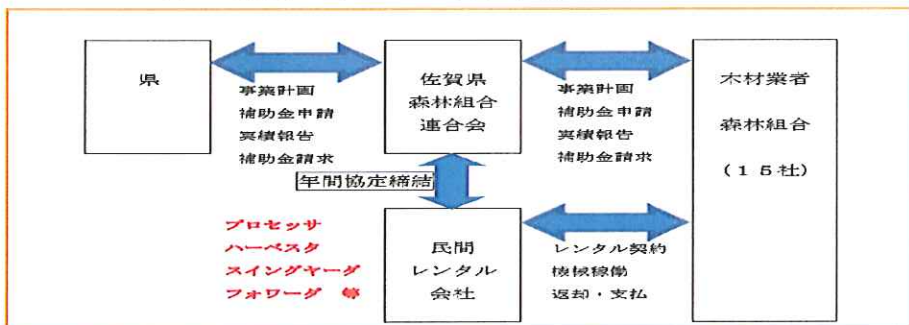 県
事業計画
補助金申請
実績報告
補助金請求
佐賀県
森林組合
連合会
事業計画
補助金申請
実績報告
補助金請求
木材業者
森林組合
(15社)
年間協定締結
プロセッサ
ハーベスタ
スイングヤーダ
フォワーダ 等
民間
レンタル
会社
レンタル契約
機械稼働
返却・支払